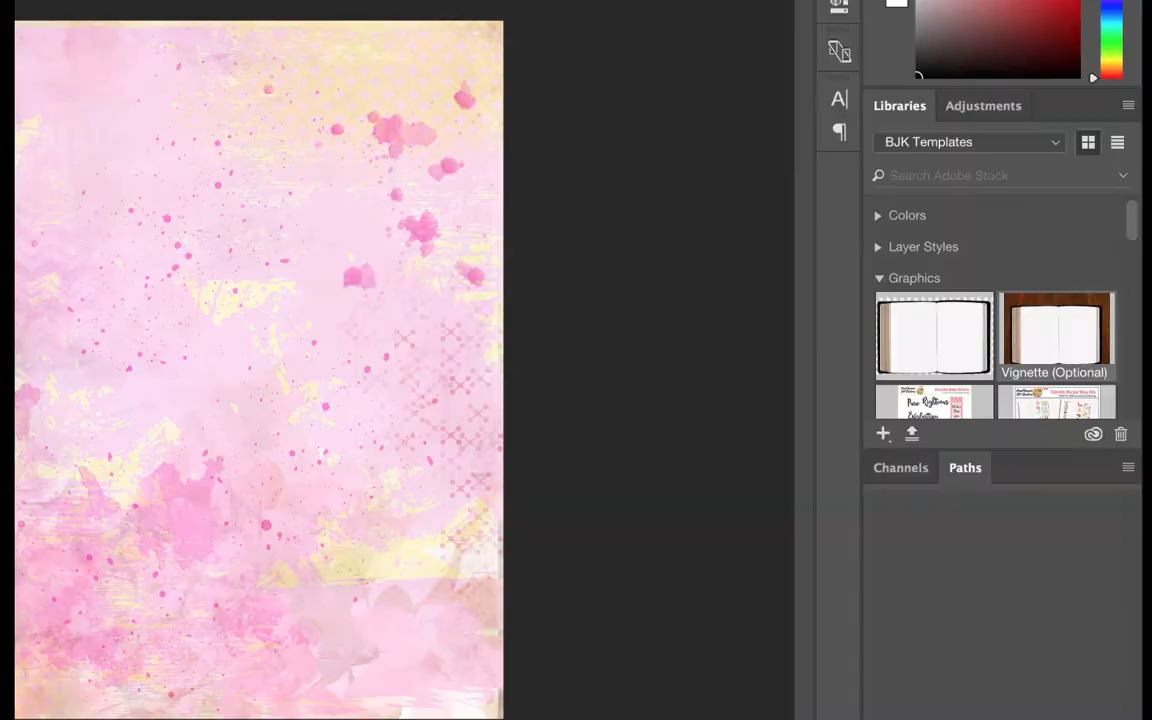 Libraries
Adjustments
A
BJK Templates
Search Adobe Stock
Colors
Layer Styles
Graphics
Vignette (Optional)
Channels
Paths